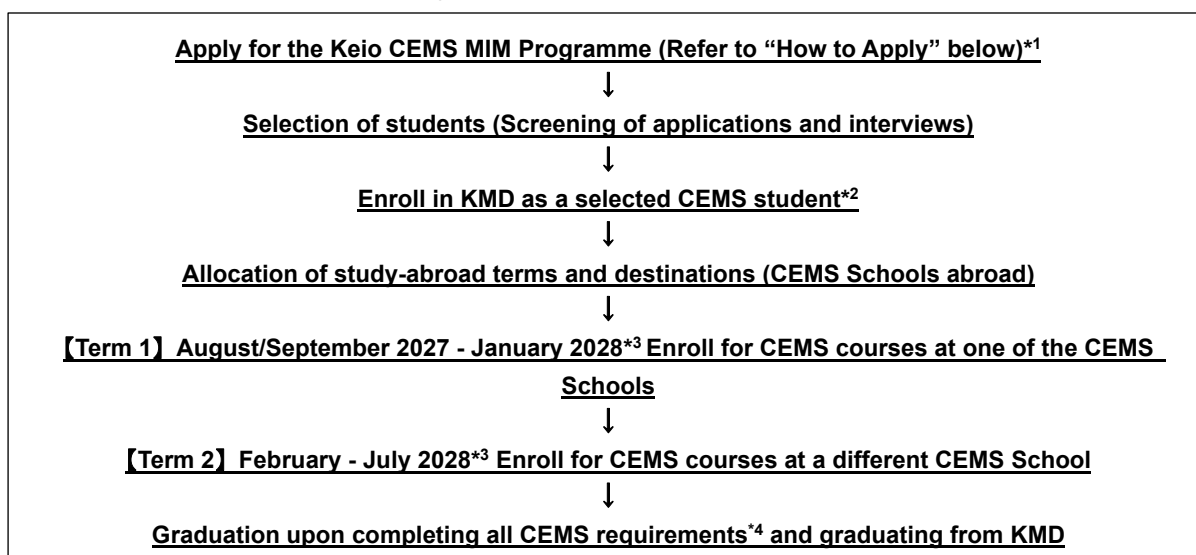 Apply for the Keio CEMS MIM Programme (Refer to “How to Apply” below)*1
↓
Selection of students (Screening of applications and interviews)
↓
Enroll in KMD as a selected CEMS student*2
↓
Allocation of study-abroad terms and destinations (CEMS Schools abroad)
↓
【Term 1】 August/September 2027 - January 2028*3 Enroll for CEMS courses at one of the CEMS
Schools
↓
【Term 2】 February - July 2028*3 Enroll for CEMS courses at a different CEMS School
↓
Graduation upon completing all CEMS requirements*4 and graduating from KMD